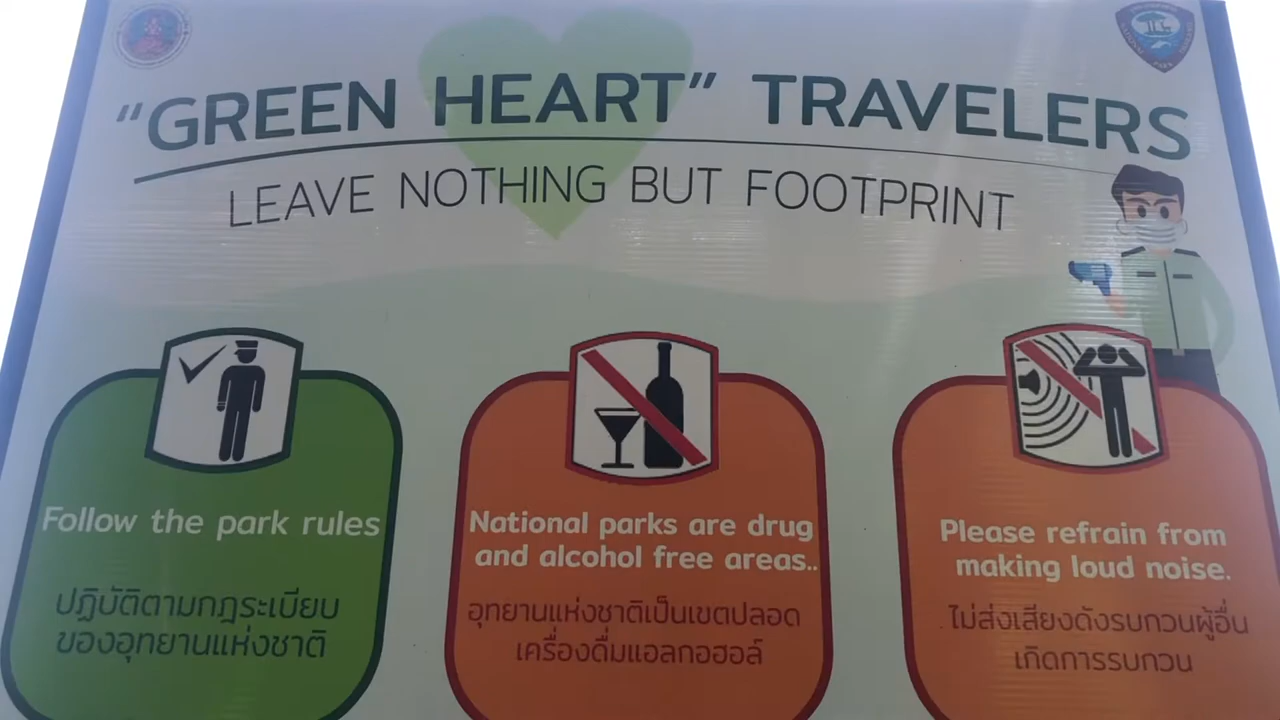 "GREEN HEART" TRAVELERS
LEAVE NOTHING BUT FOOTPRINT
Follow the park rules
ปฏิบัติตามกฎระเบียบ
ของอุทยานแห่งชาติ
National parks are drug
and alcohol free areas..
อุทยานแห่งชาติเป็นเขตปลอด
เครื่องดื่มแอลกอฮอล์
Please refrain from
making loud noise.
ไม่ส่งเสียงดังรบกวนผู้อื่น
เกิดการรบกวน